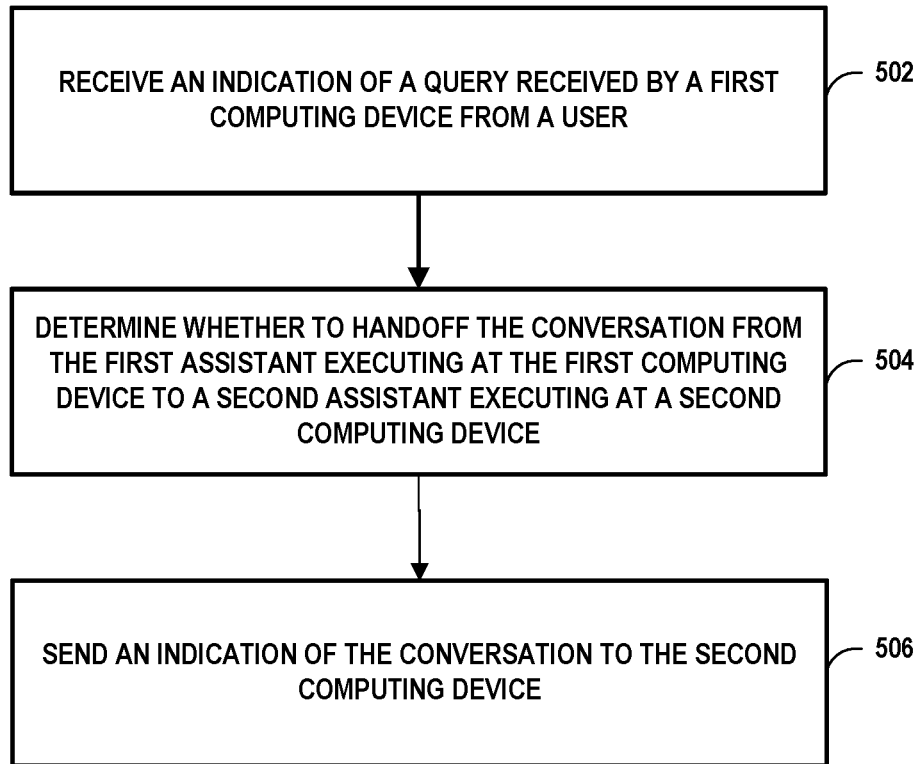 RECEIVE AN INDICATION OF A QUERY RECEIVED BY A FIRST
COMPUTING DEVICE FROM A USER
502
DETERMINE WHETHER TO HANDOFF THE CONVERSATION FROM
THE FIRST ASSISTANT EXECUTING AT THE FIRST COMPUTING
DEVICE TO A SECOND ASSISTANT EXECUTING AT A SECOND
COMPUTING DEVICE
504
SEND AN INDICATION OF THE CONVERSATION TO THE SECOND
COMPUTING DEVICE
506